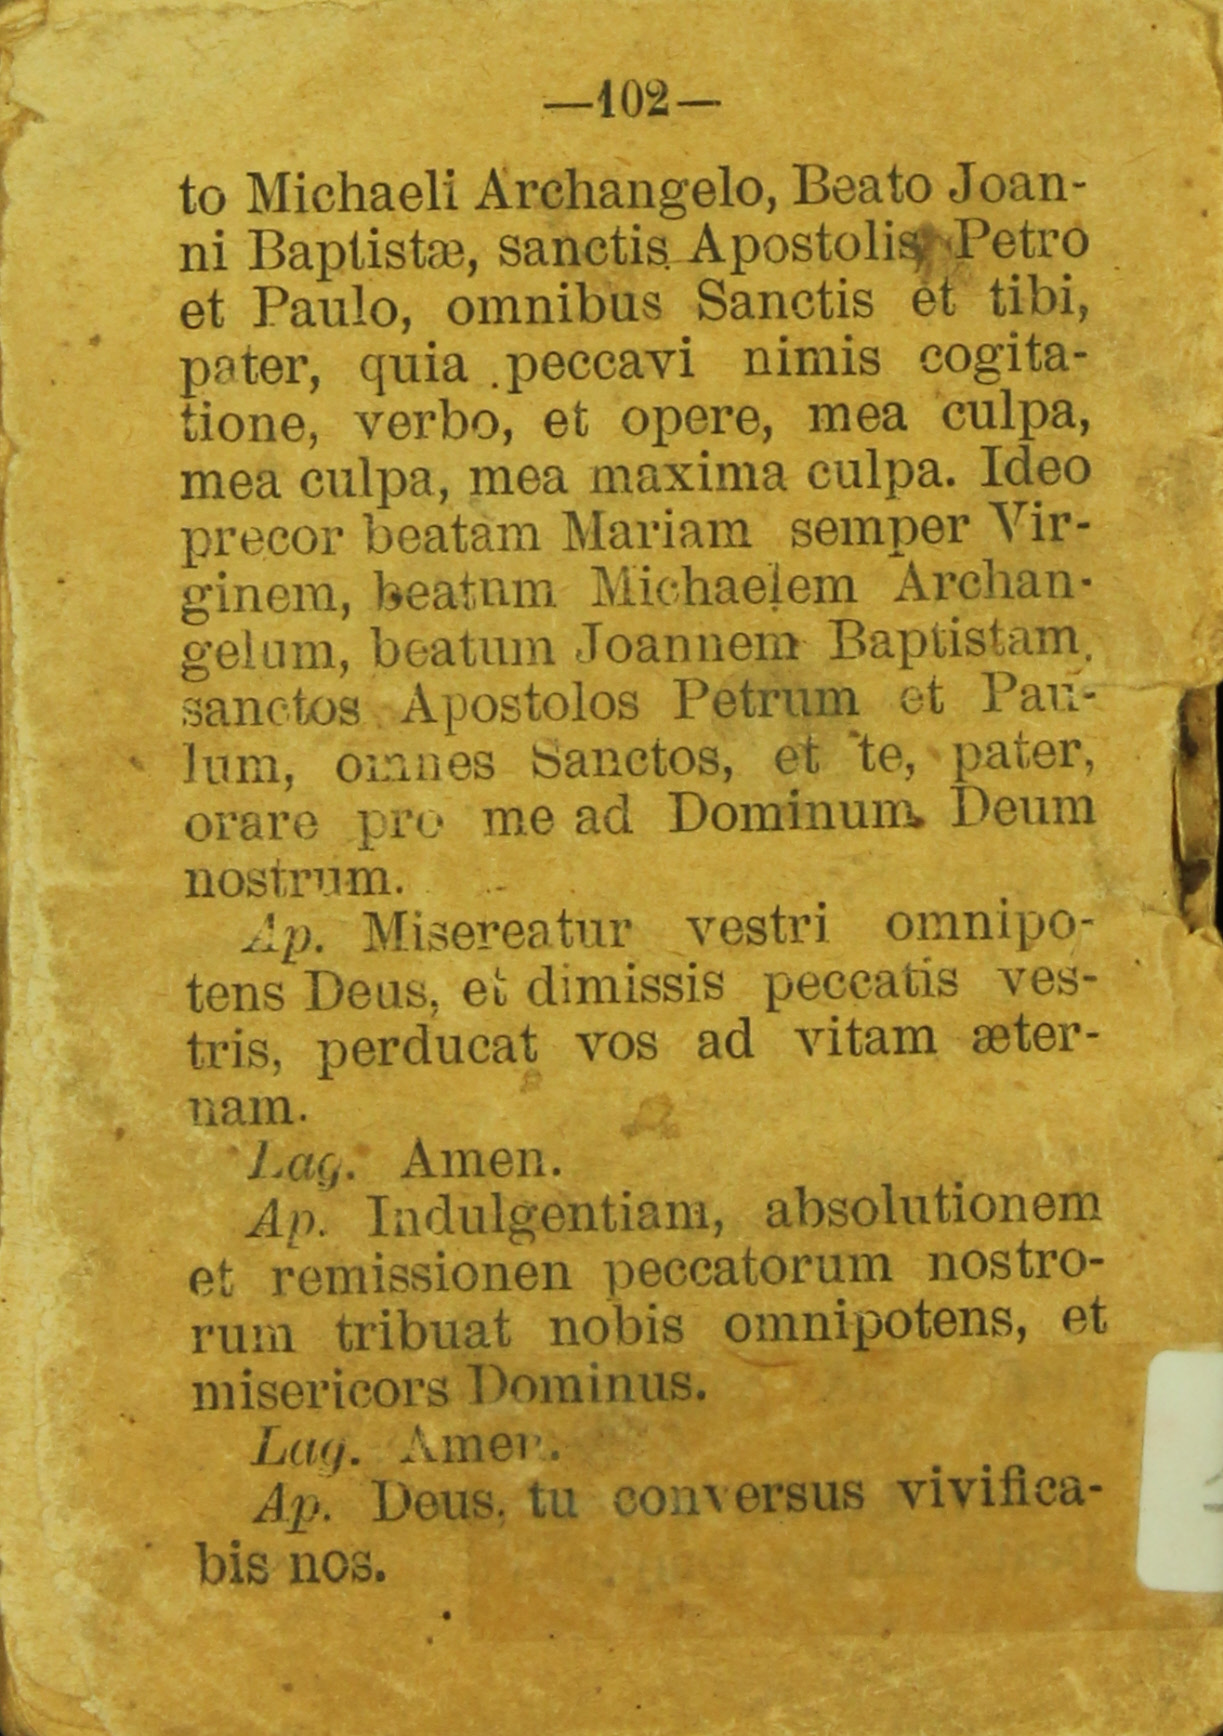 —102—
to Michaeli Archangelo, Beato Joan-
ni Baptistæ, sanctis Apostolis, Petro
et Paulo, omnibus Sanctis et tibi,
pater, quia peccavi nimis cogita-
tione, verbo, et opere, mea culpa,
mea culpa, mea maxima culpa. Ideo
precor beatam Mariam semper Vir-
ginem, beatum Michaelem Archan-
gelum, beatum Joannem Baptistam,
sanctos Apostolos Petrum et Pau-
lum, omnes Sanctos, et te, pater,
orare pro me ad Dominum Deum
nostrum.
Ap. Misereatur vestri omnipo-
tens Deus, et dimissis peccatis ves-
tris, perducat vos ad vitam æter-
nam.
Lag. Amen.
Ap. Indulgentiam, absolutionem
et remissionen peccatorum nostro-
rum tribuat nobis omnipotens, et
misericors Dominus.
Lag. Amen.
Ap. Deus, tu conversus vivifica-
bis nos.